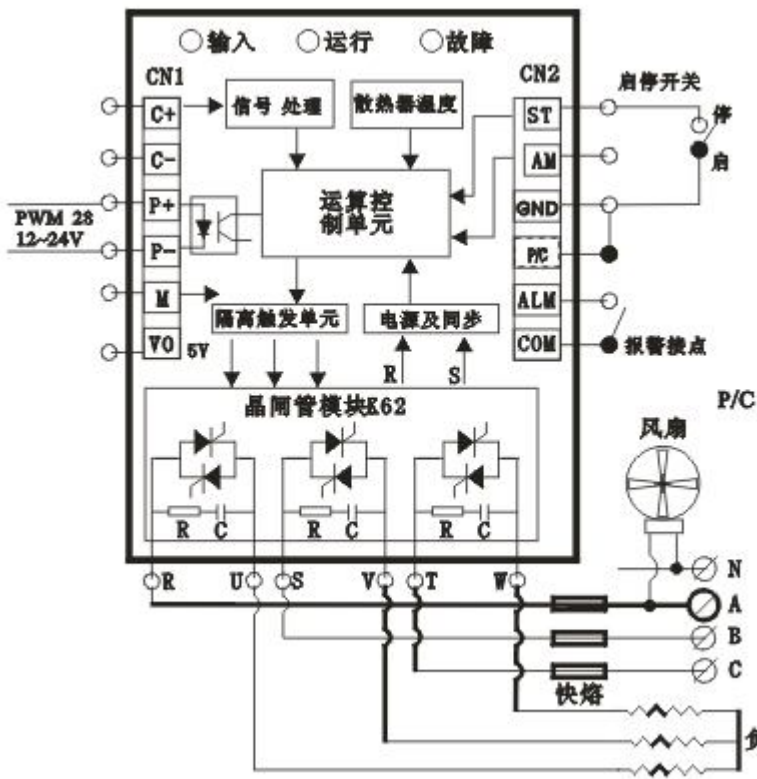 输入 运行 故障
CN1
CN2
C+
C-
P+
P-
M
VO
5V
PWM 28
12~24V
信号 处理
散热器温度
运算控
制单元
隔离触发单元
电源及同步
R S
ST
AM
GND
P/C
ALM
COM
启停开关
停
启
报警接点
P/C
晶闸管模块K62
R C
R C
R C
风扇
R U S V T W
N
A
B
C
快熔